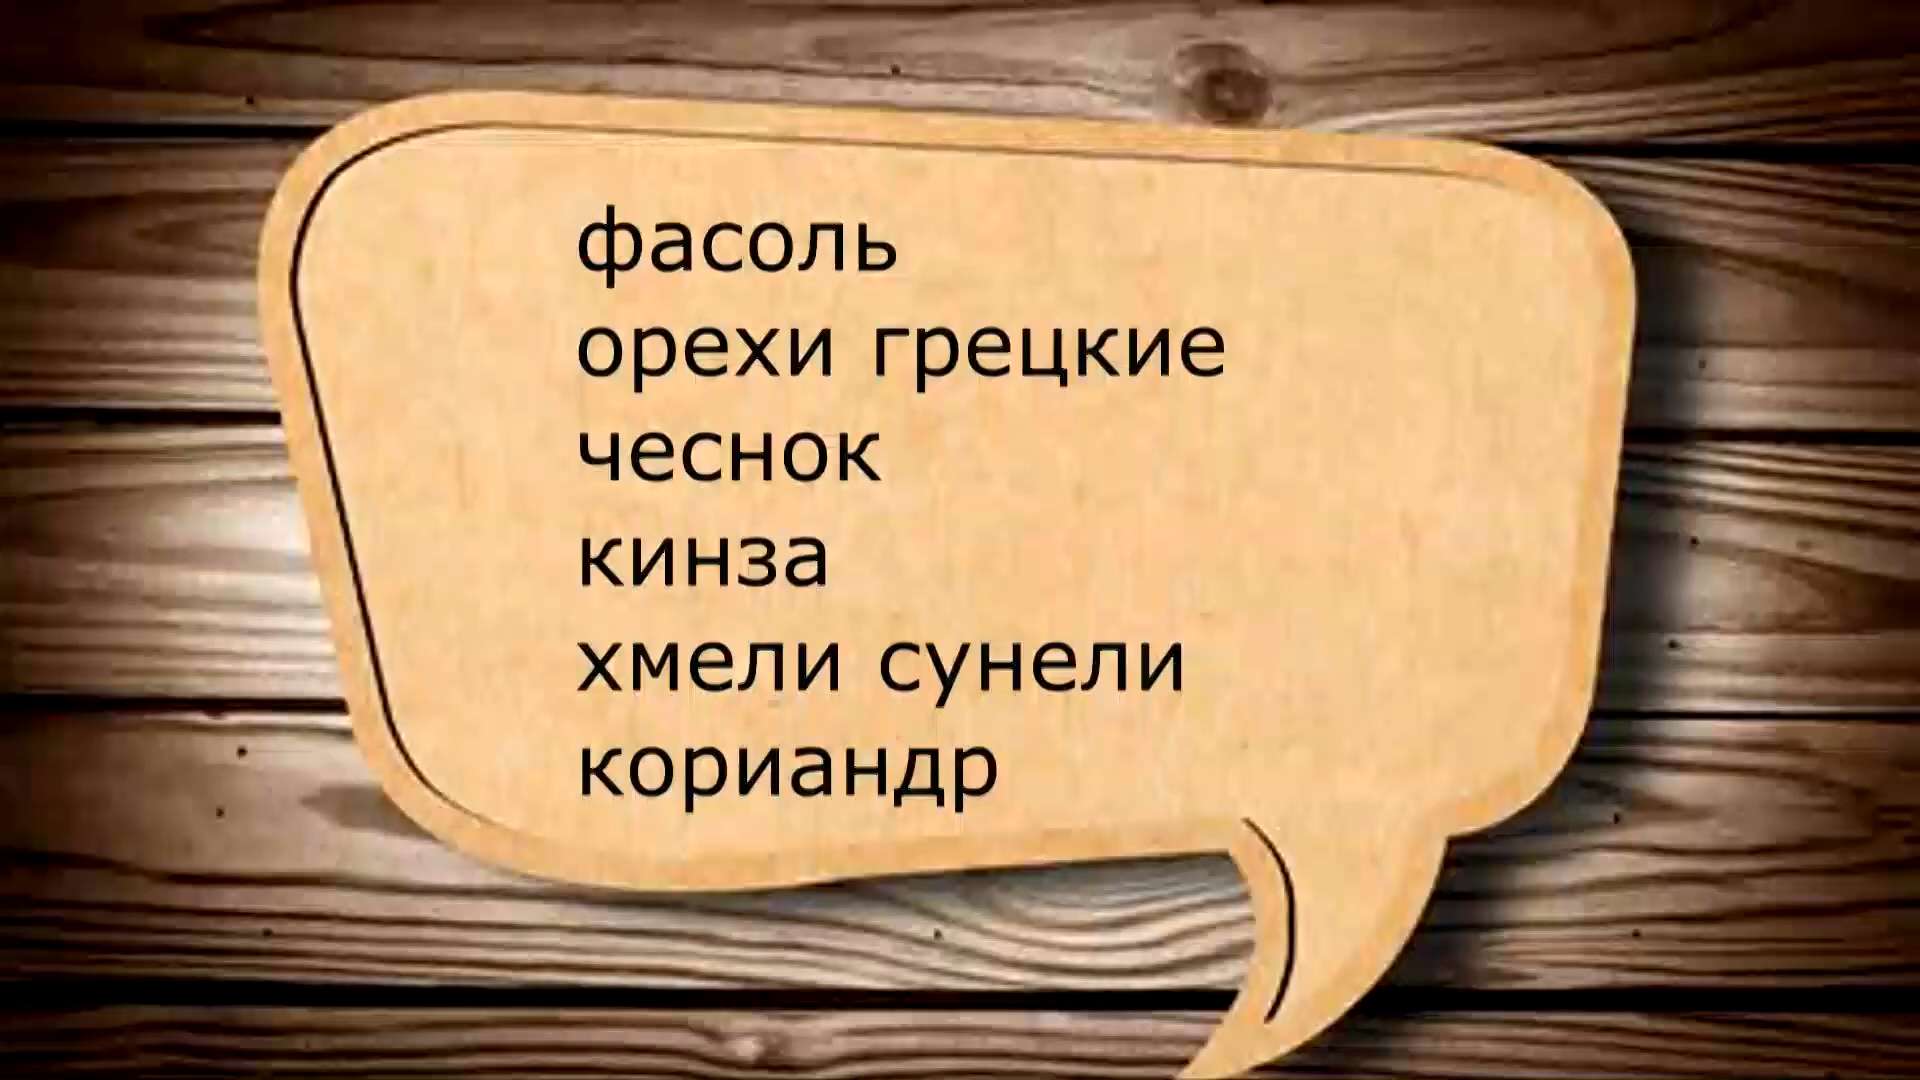 фасоль
орехи грецкие
чеснок
кинза
хмели сунели
кориандр